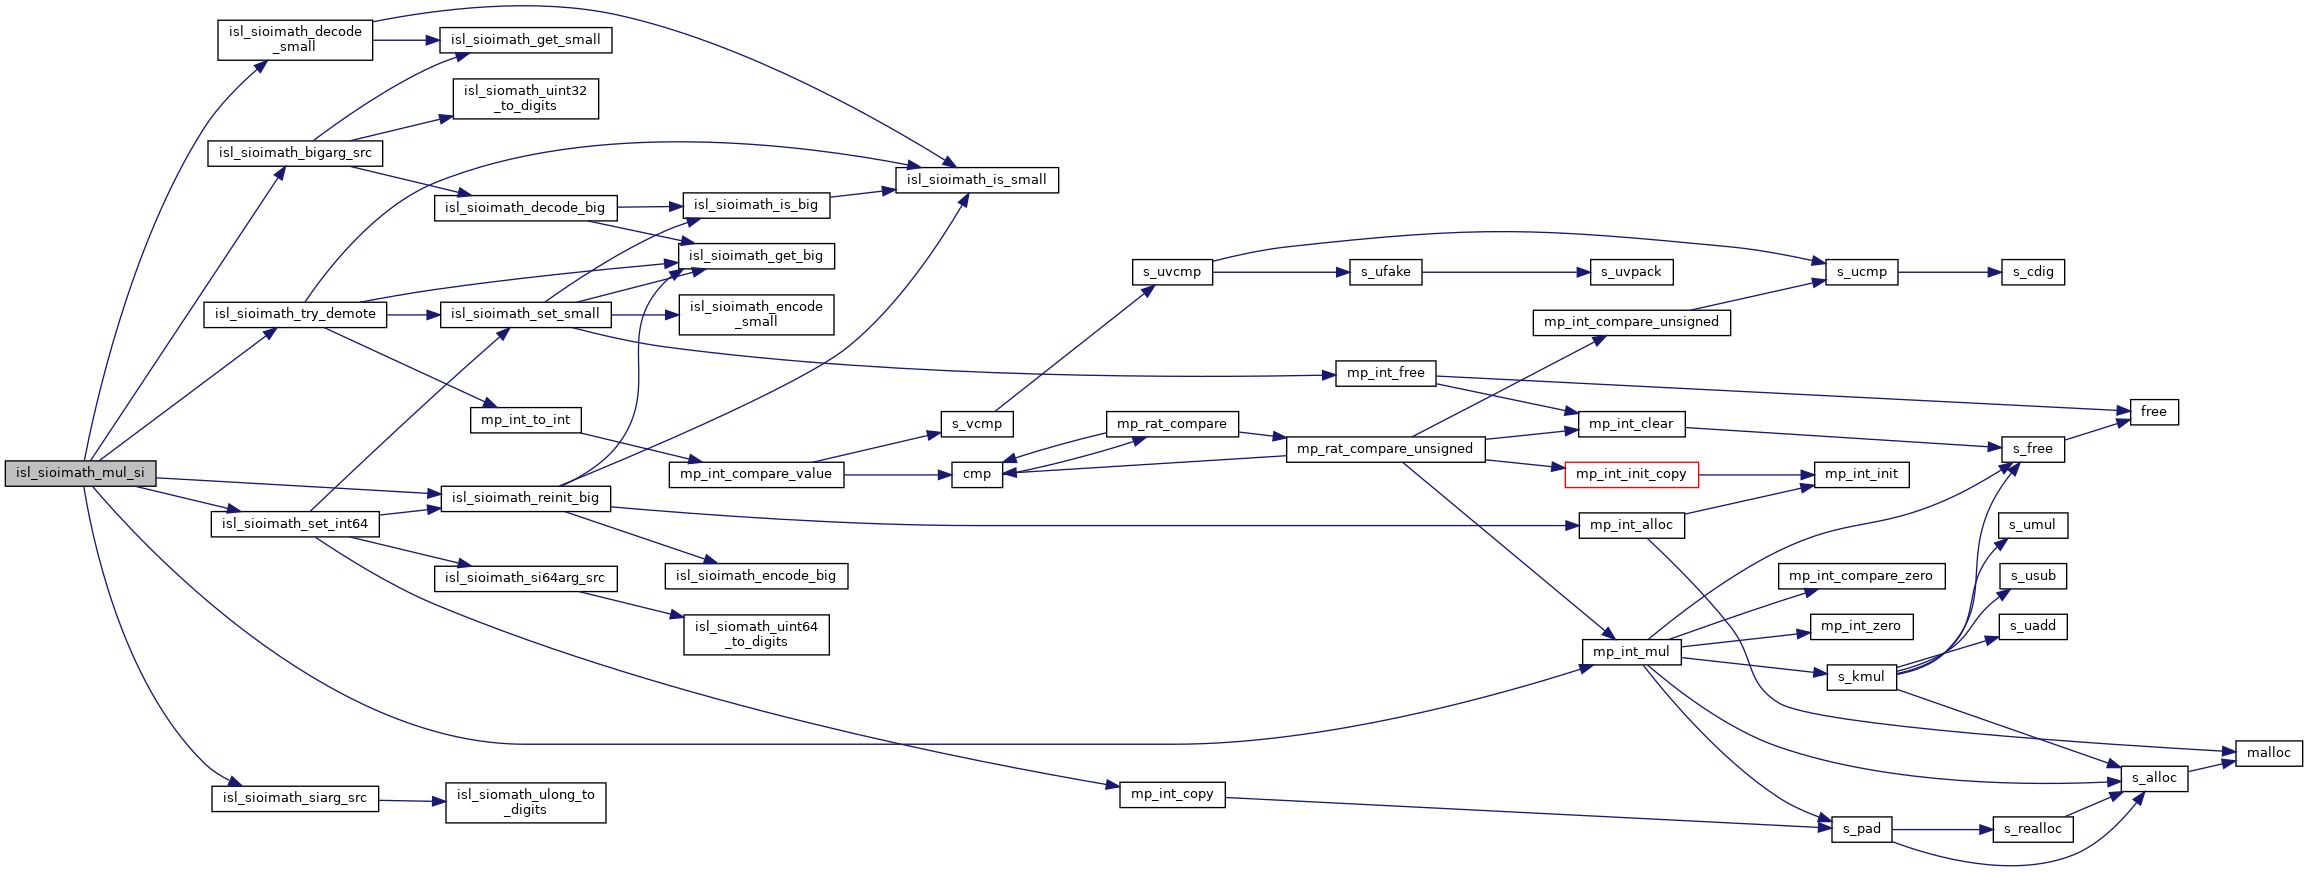 isl_sioimath_mul_si
isl_sioimath_decode
_small
isl_sioimath_bigarg_src
isl_sioimath_try_demote
isl_sioimath_set_int64
isl_sioimath_siarg_src
isl_sioimath_get_small
isl_siomath_uint32
_to_digits
isl_sioimath_decode_big
isl_sioimath_set_small
mp_int_to_int
isl_sioimath_reinit_big
isl_sioimath_si64arg_src
isl_siomath_ulong_to
_digits
isl_sioimath_is_big
isl_sioimath_get_big
isl_sioimath_encode
_small
mp_int_compare_value
isl_sioimath_encode_big
isl_siomath_uint64
_to_digits
isl_sioimath_is_small
s_vcmp
cmp
s_uvcmp
mp_rat_compare
mp_int_copy
s_ufake
mp_int_free
mp_rat_compare_unsigned
s_uvpack
mp_int_compare_unsigned
mp_int_clear
mp_int_init_copy
mp_int_alloc
mp_int_mul
s_ucmp
mp_int_init
mp_int_compare_zero
mp_int_zero
s_kmul
s_pad
s_cdig
s_free
s_umul
s_usub
s_uadd
s_realloc
free
s_alloc
malloc